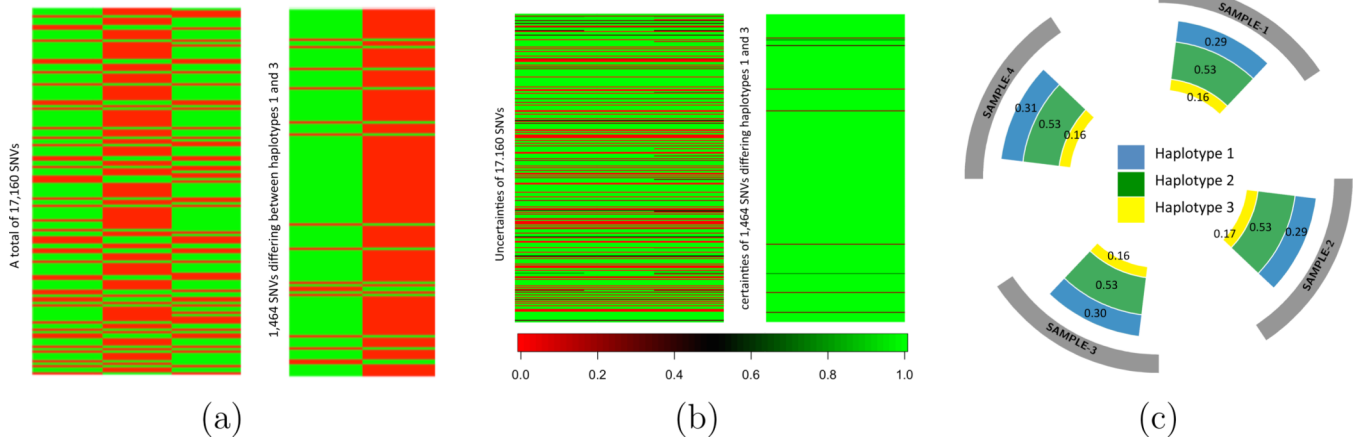 A total of 17,160 SNVs
1,464 SNVs differing between haplotypes 1 and 3
(a)
Uncertainties of 17.160 SNVs
certainties of 1,464 SNVs differing haplotypes 1 and 3
0.0 0.2 0.4 0.6 0.8 1.0
(b)
SAMPLE-1
0.29
0.53
0.16
SAMPLE-4
0.31
0.53
0.16
Haplotype 1
Haplotype 2
Haplotype 3
SAMPLE-2
0.17
0.53
0.29
SAMPLE-3
0.16
0.53
0.30
(c)